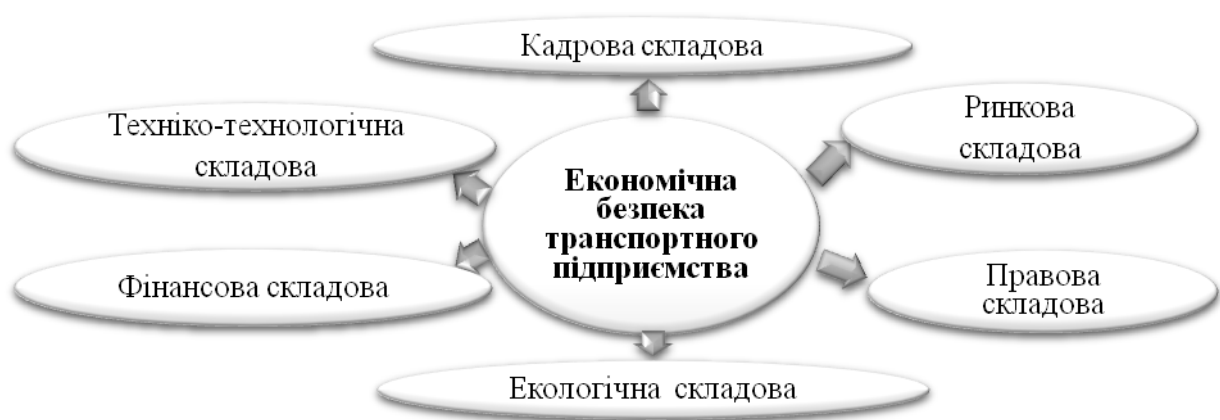 Кадрова складова
Техніко-технологічна
складова
Ринкова
складова
Економічна
безпека
транспортного
підприємства
Фінансова складова
Правова
складова
Екологічна складова